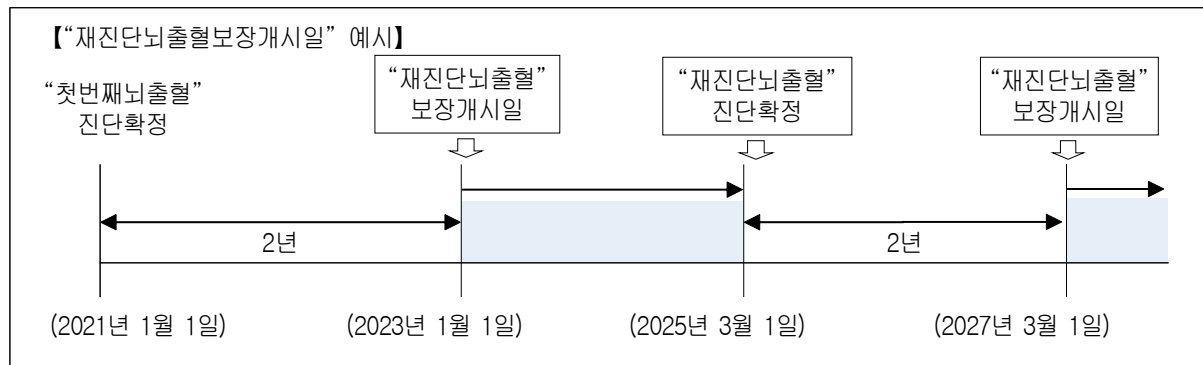 【“재진단뇌출혈보장개시일” 예시】
“첫번째뇌출혈”
진단확정
“재진단뇌출혈”
보장개시일
“재진단뇌출혈”
진단확정
“재진단뇌출혈”
보장개시일
2년
2년
(2021년 1월 1일)
(2023년 1월 1일)
(2025년 3월 1일)
(2027년 3월 1일)